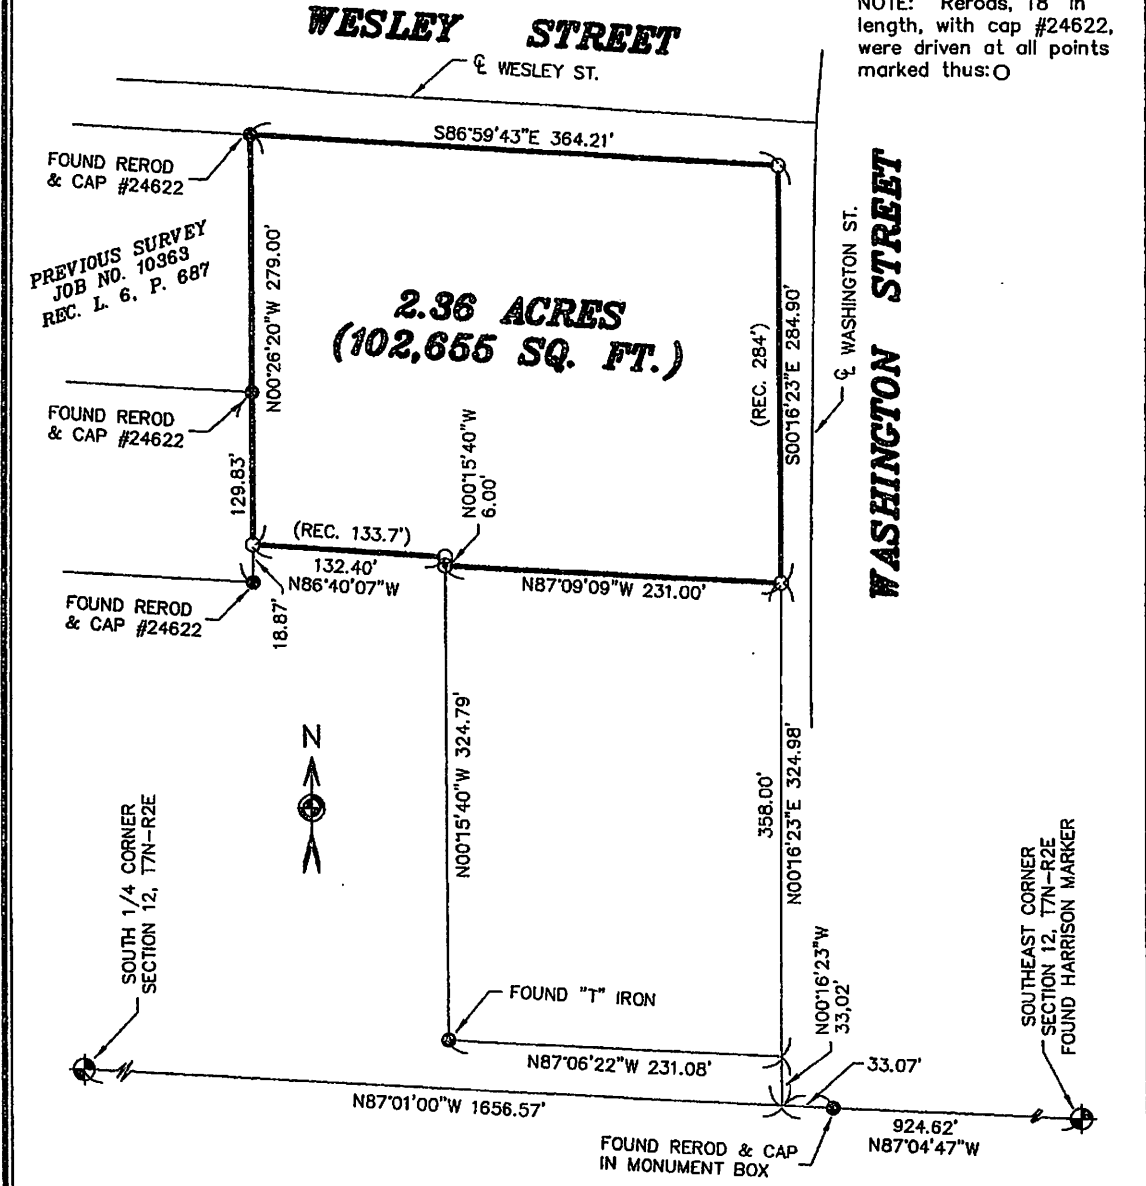 WESLEY STREET
℄ WESLEY ST.
NOTE: Rerods, 18" in
length, with cap #24622,
were driven at all points
marked thus:O
S86°59'43"E 364.21'
FOUND REROD
& CAP #24622
PREVIOUS SURVEY
JOB NO. 10363
REC. L. 6, P. 687
N00°26'20"W 279.00'
2.36 ACRES
(102,655 SQ. FT.)
(REC. 284')
S00°16'23"E 284.90'
℄ WASHINGTON ST.
WASHINGTON STREET
FOUND REROD
& CAP #24622
129.83'
N00°15'40"W
6.00'
(REC. 133.7')
132.40'
N86°40'07"W
N87°09'09"W 231.00'
FOUND REROD
& CAP #24622
18.87'
N
N00°15'40"W 324.79'
358.00'
N00°16'23"E 324.98'
SOUTH 1/4 CORNER
SECTION 12, T7N-R2E
SOUTHEAST CORNER
SECTION 12, T7N-R2E
FOUND HARRISON MARKER
N00°16'23"W
33,02'
FOUND "T" IRON
N87°06'22"W 231.08'
33.07'
N87°01'00"W 1656.57'
924.62'
N87°04'47"W
FOUND REROD & CAP
IN MONUMENT BOX